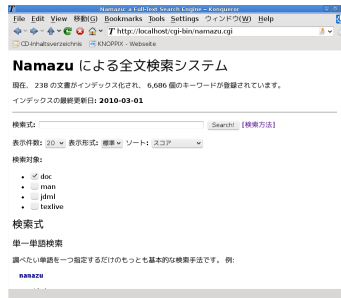 Namazu: a Full-Text Search Engine – Konqueror
File Edit View 移動(G) Bookmarks Tools Settings ウィンドウ(W) Help
http://localhost/cgi-bin/namazu.cgi
CD-Inhaltsverzeichnis KNOPPIX - Webseite
Namazu による全文検索システム
現在、 238 の文書がインデックス化され、 6,686 個のキーワードが登録されています。
インデックスの最終更新日: 2010-03-01
検索式: Search! [検索方法]
表示件数: 20 表示形式: 標準 ソート: スコア
検索対象:
doc
man
jdml
texlive
検索式
単一単語検索
調べたい単語を一つ指定するだけのもっとも基本的な検索手法です。 例:
namazu